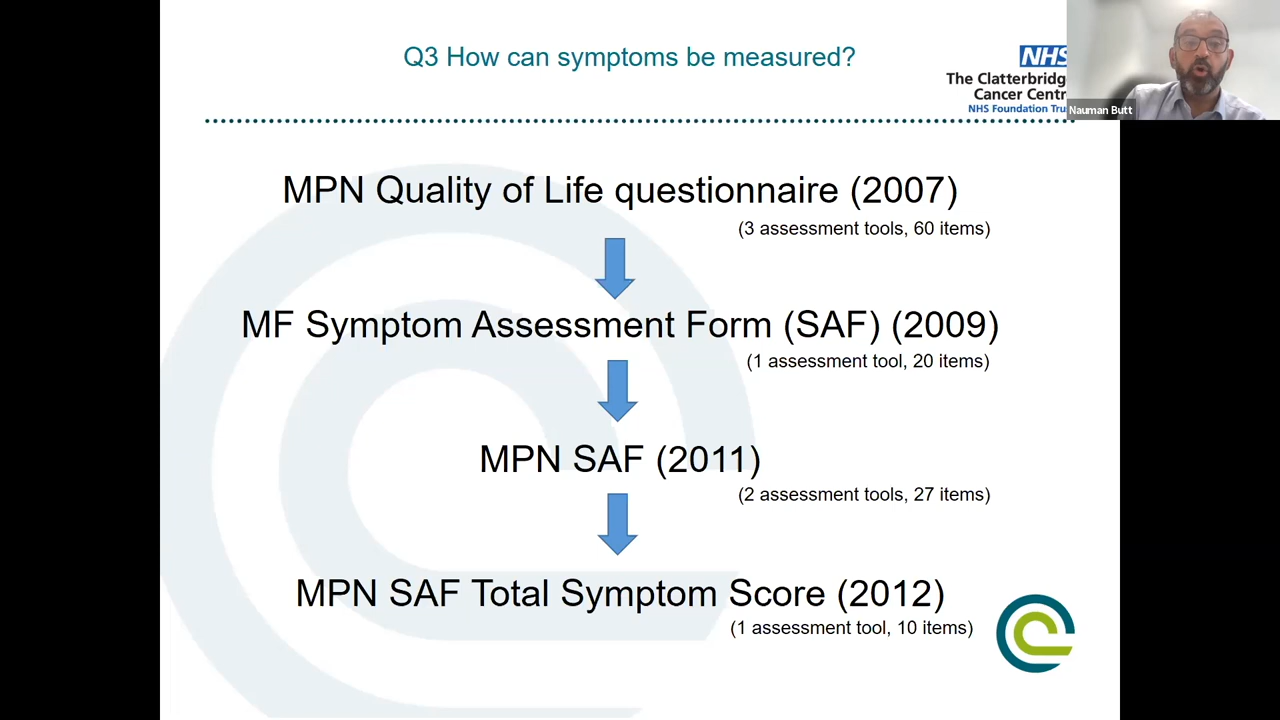 Q3 How can symptoms be measured?
NHS
The Clatterbridg
Cancer Centr
NHS Foundation Tru
Nauman Butt
MPN Quality of Life questionnaire (2007)
(3 assessment tools, 60 items)
MF Symptom Assessment Form (SAF) (2009)
(1 assessment tool, 20 items)
MPN SAF (2011)
(2 assessment tools, 27 items)
MPN SAF Total Symptom Score (2012)
(1 assessment tool, 10 items)